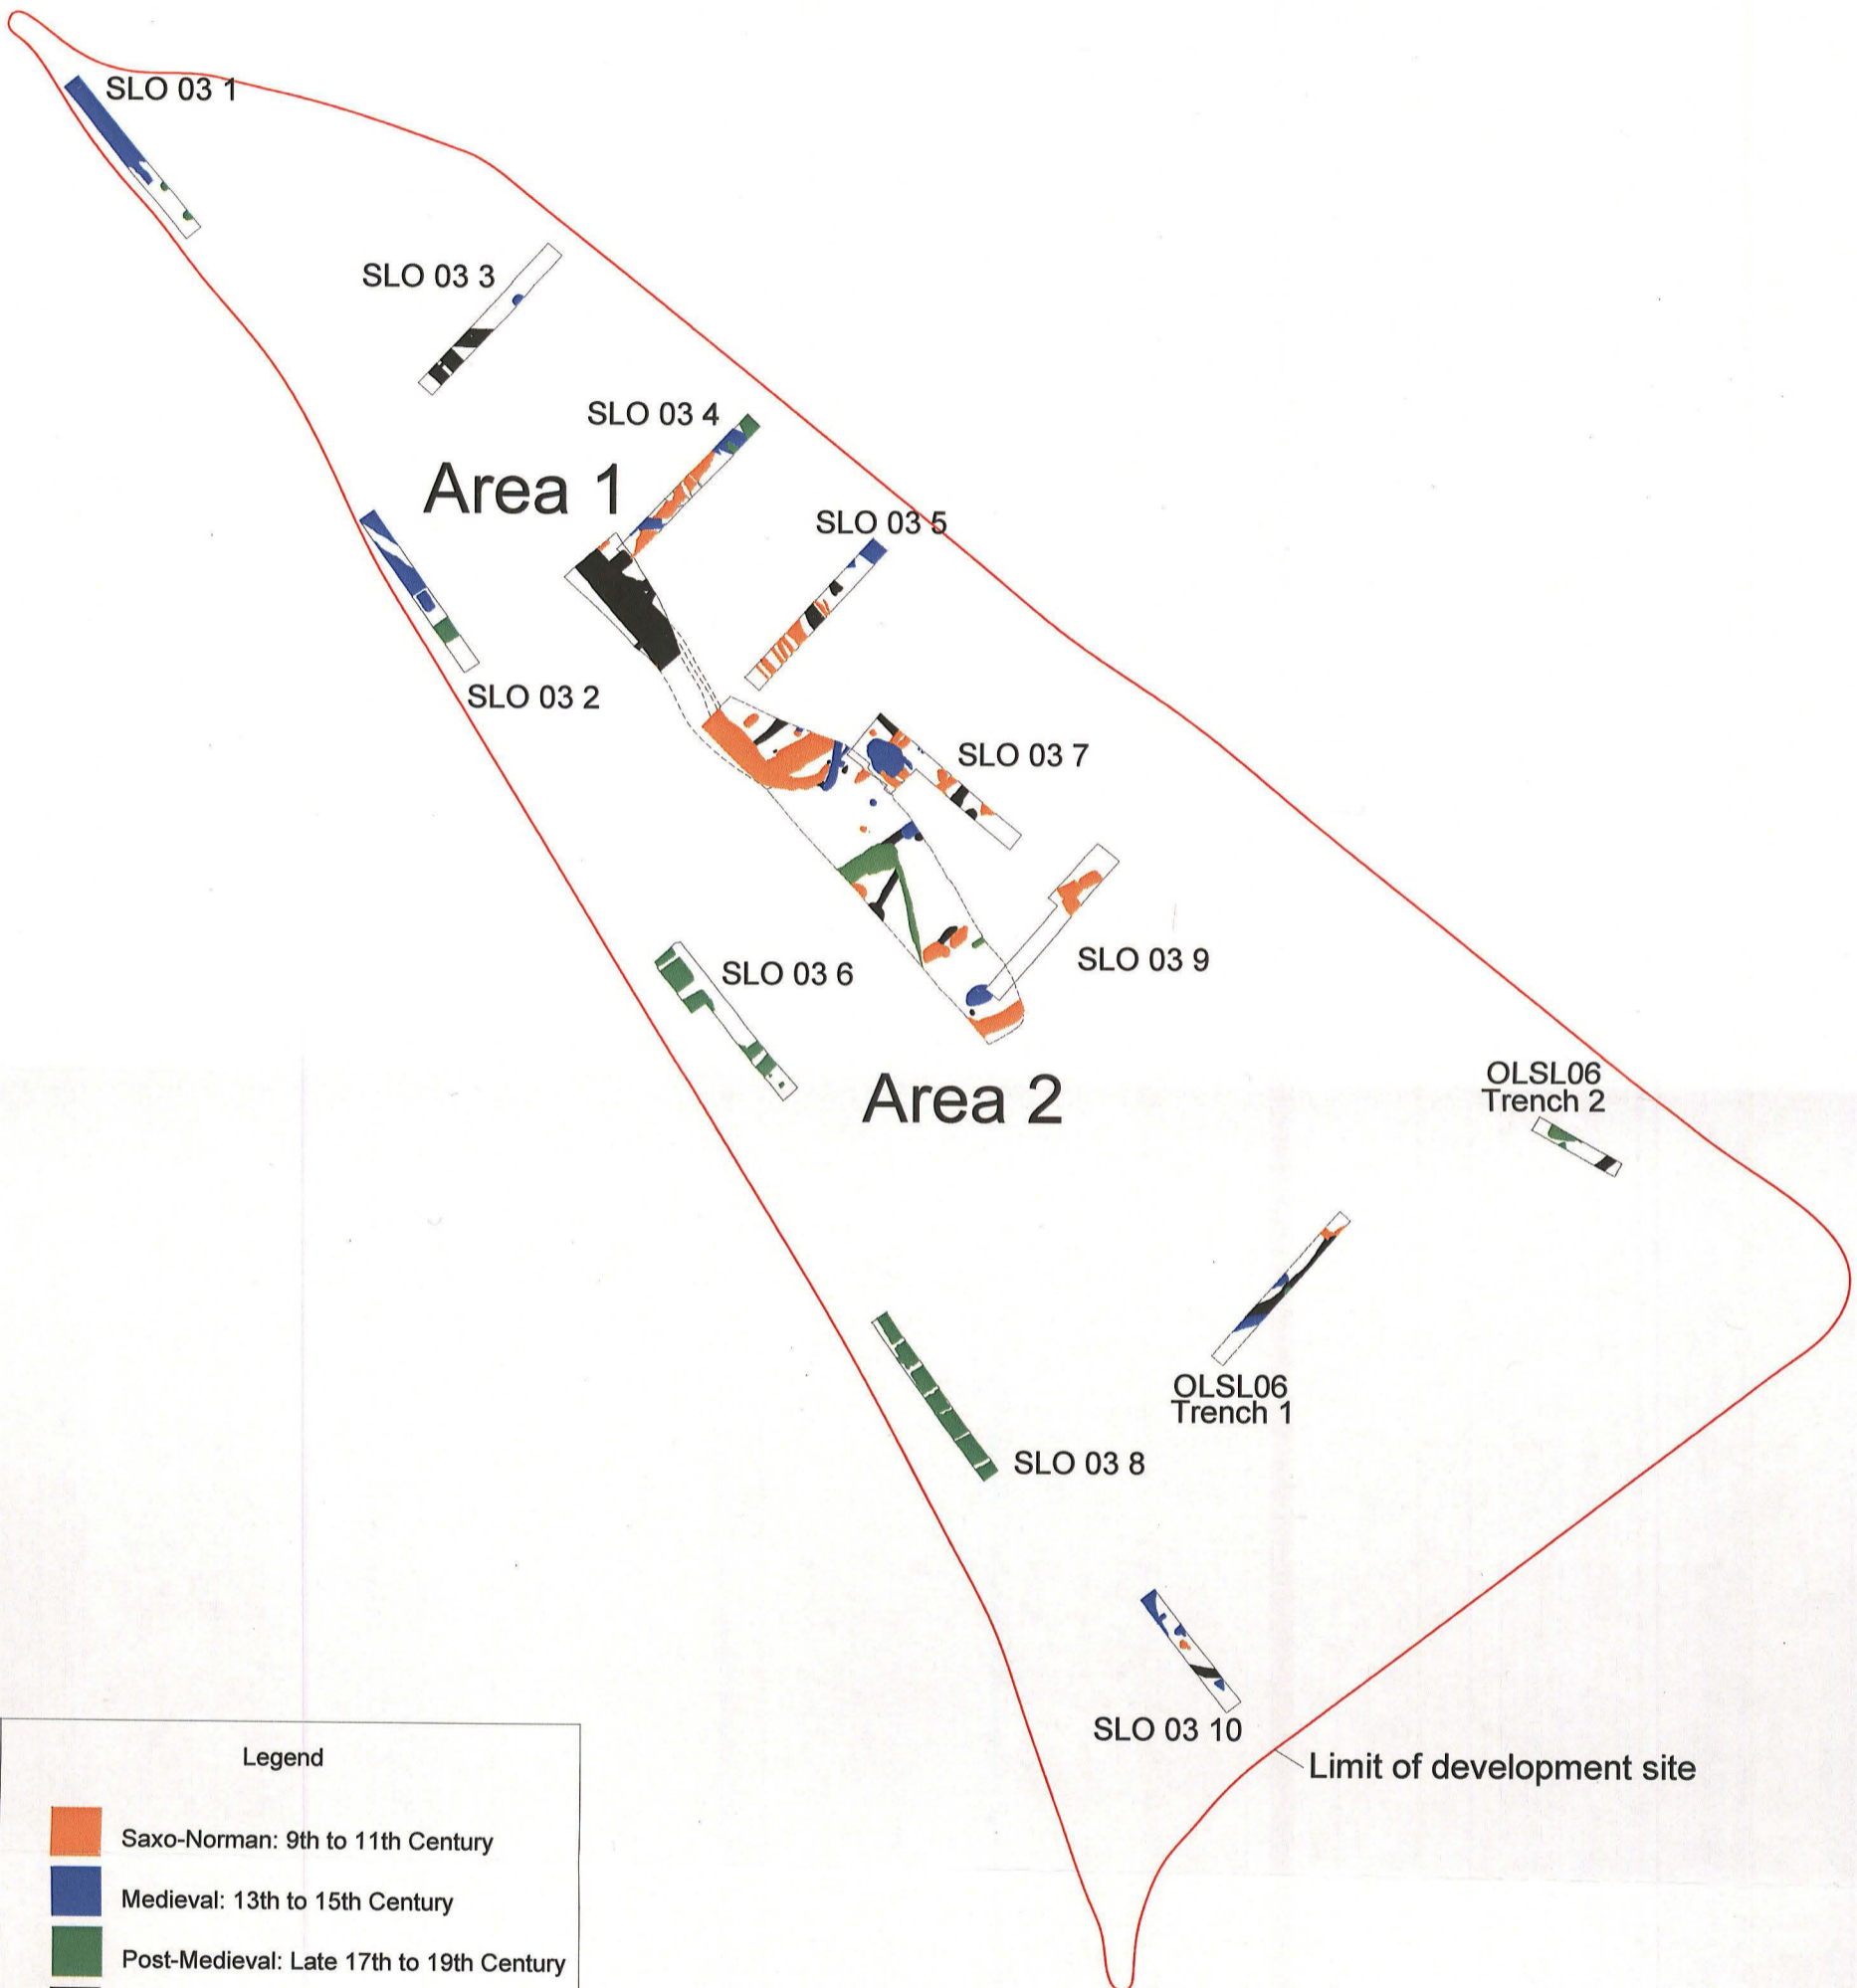 SLO 03 1
SLO 03 3
SLO 03 4
Area 1
SLO 03 5
SLO 03 2
SLO 03 7
SLO 03 9
SLO 03 6
Area 2
OLSL06
Trench 2
OLSL06
Trench 1
SLO 03 8
SLO 03 10
Limit of development site
Legend
Saxo-Norman: 9th to 11th Century
Medieval: 13th to 15th Century
Post-Medieval: Late 17th to 19th Century